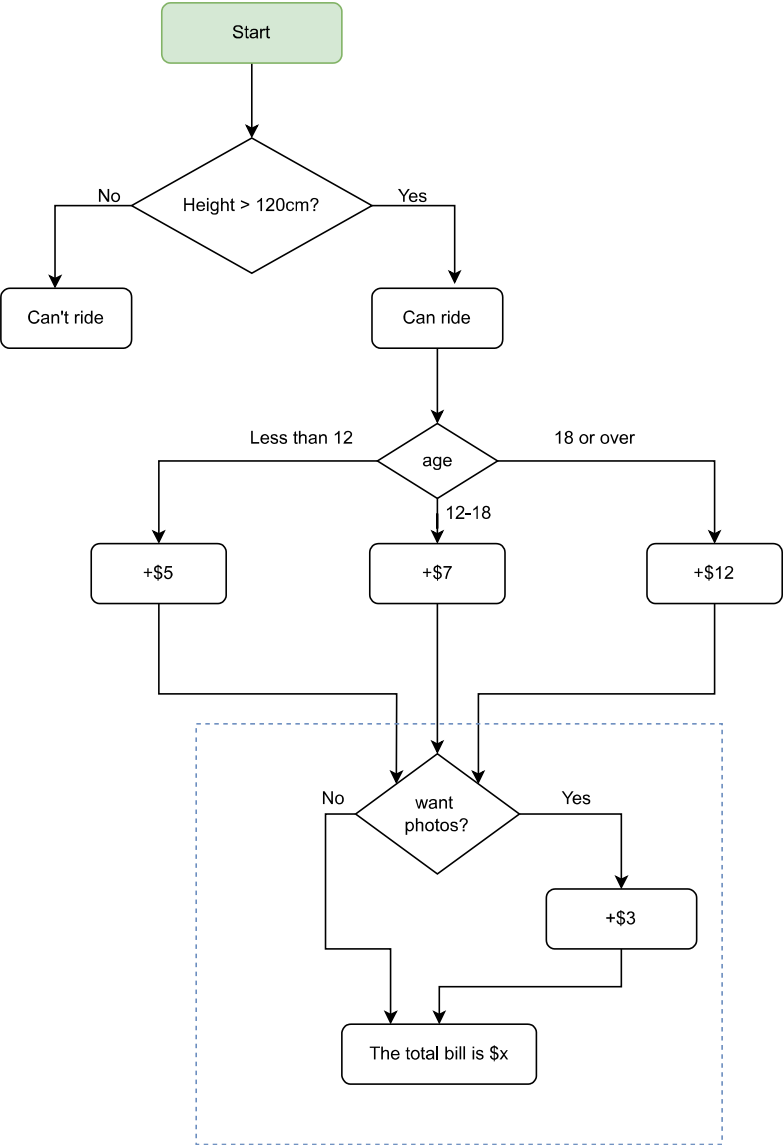 Start
No
Height > 120cm?
Yes
Can't ride
Can ride
Less than 12
age
18 or over
12-18
+$5
+$7
+$12
No
want
photos?
Yes
+$3
The total bill is $x